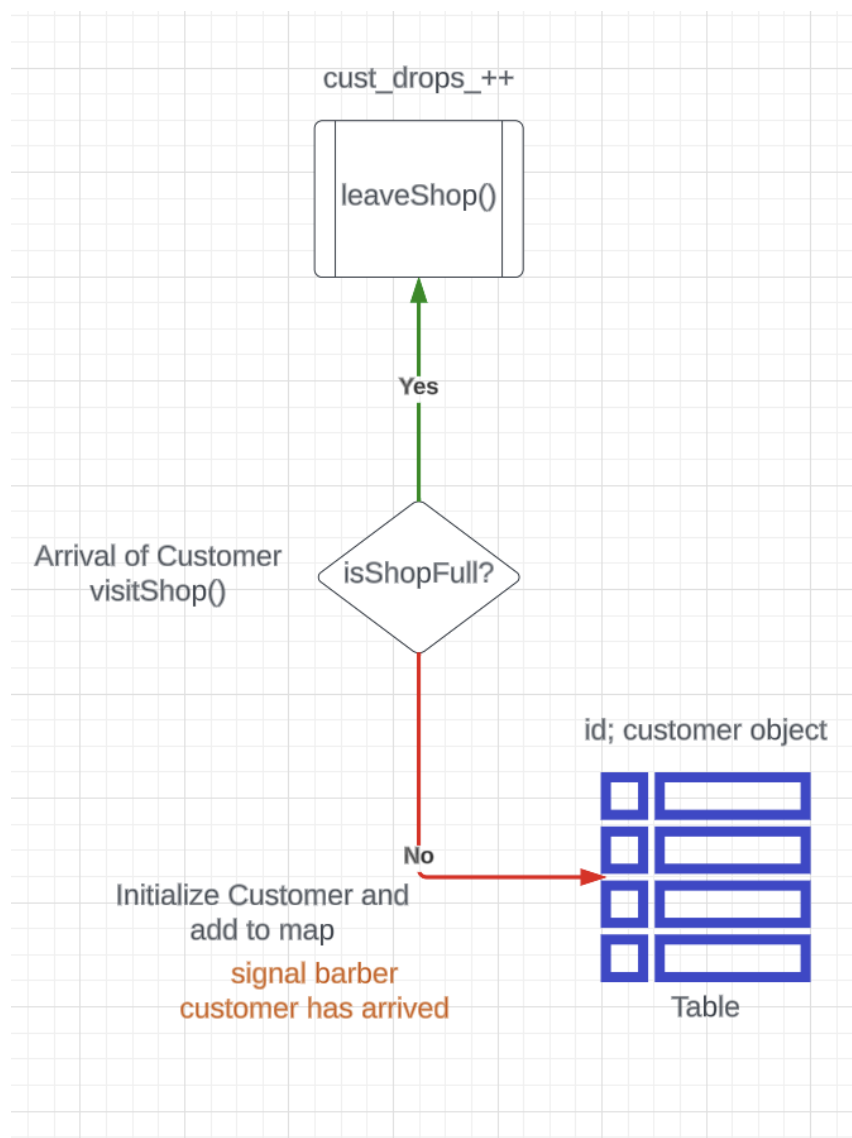 cust_drops_++
leaveShop()
Yes
Arrival of Customer
visitShop()
isShopFull?
id; customer object
No
Initialize Customer and
add to map
signal barber
customer has arrived
Table